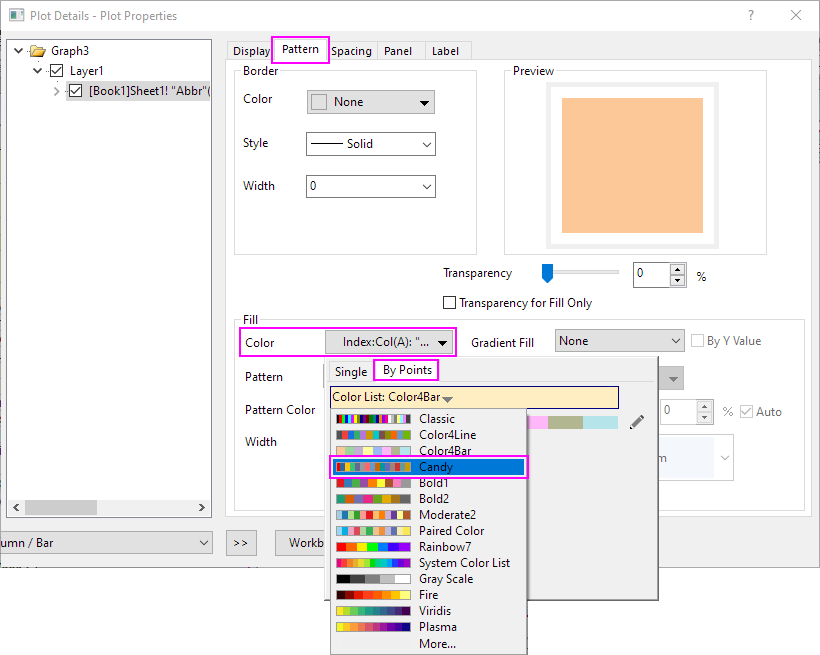 Plot Details - Plot Properties
Graph3
Layer1
[Book1]Sheet1! "Abbr"(
Display Pattern Spacing Panel Label
Border
Color None
Style Solid
Width 0
Preview
Transparency 0 %
Transparency for Fill Only
Fill
Color Index:Col(A): "... Gradient Fill None By Y Value
Pattern
Pattern Color 0 % Auto
Width
Single By Points
Color List: Color4Bar
Classic
Color4Line
Color4Bar
Candy
Bold1
Bold2
Moderate2
Paired Color
Rainbow7
System Color List
Gray Scale
Fire
Viridis
Plasma
More...
umn / Bar >> Workb